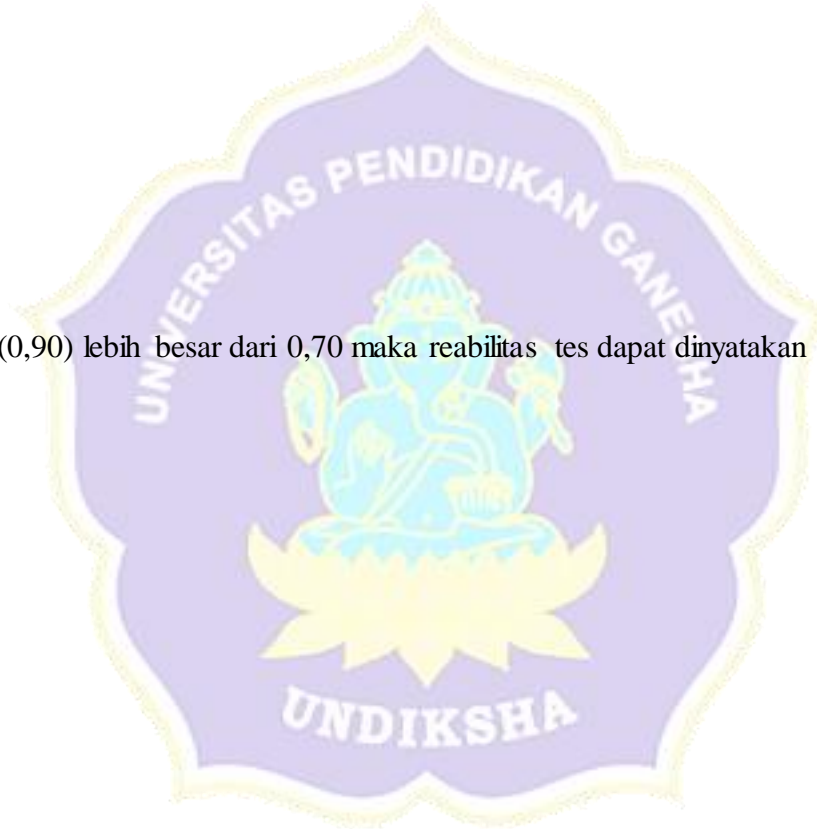 UNIVERSITAS PENDIDIKAN GANESHA
(0,90) lebih besar dari 0,70 maka reabilitas tes dapat dinyatakan
UNDIKSHA